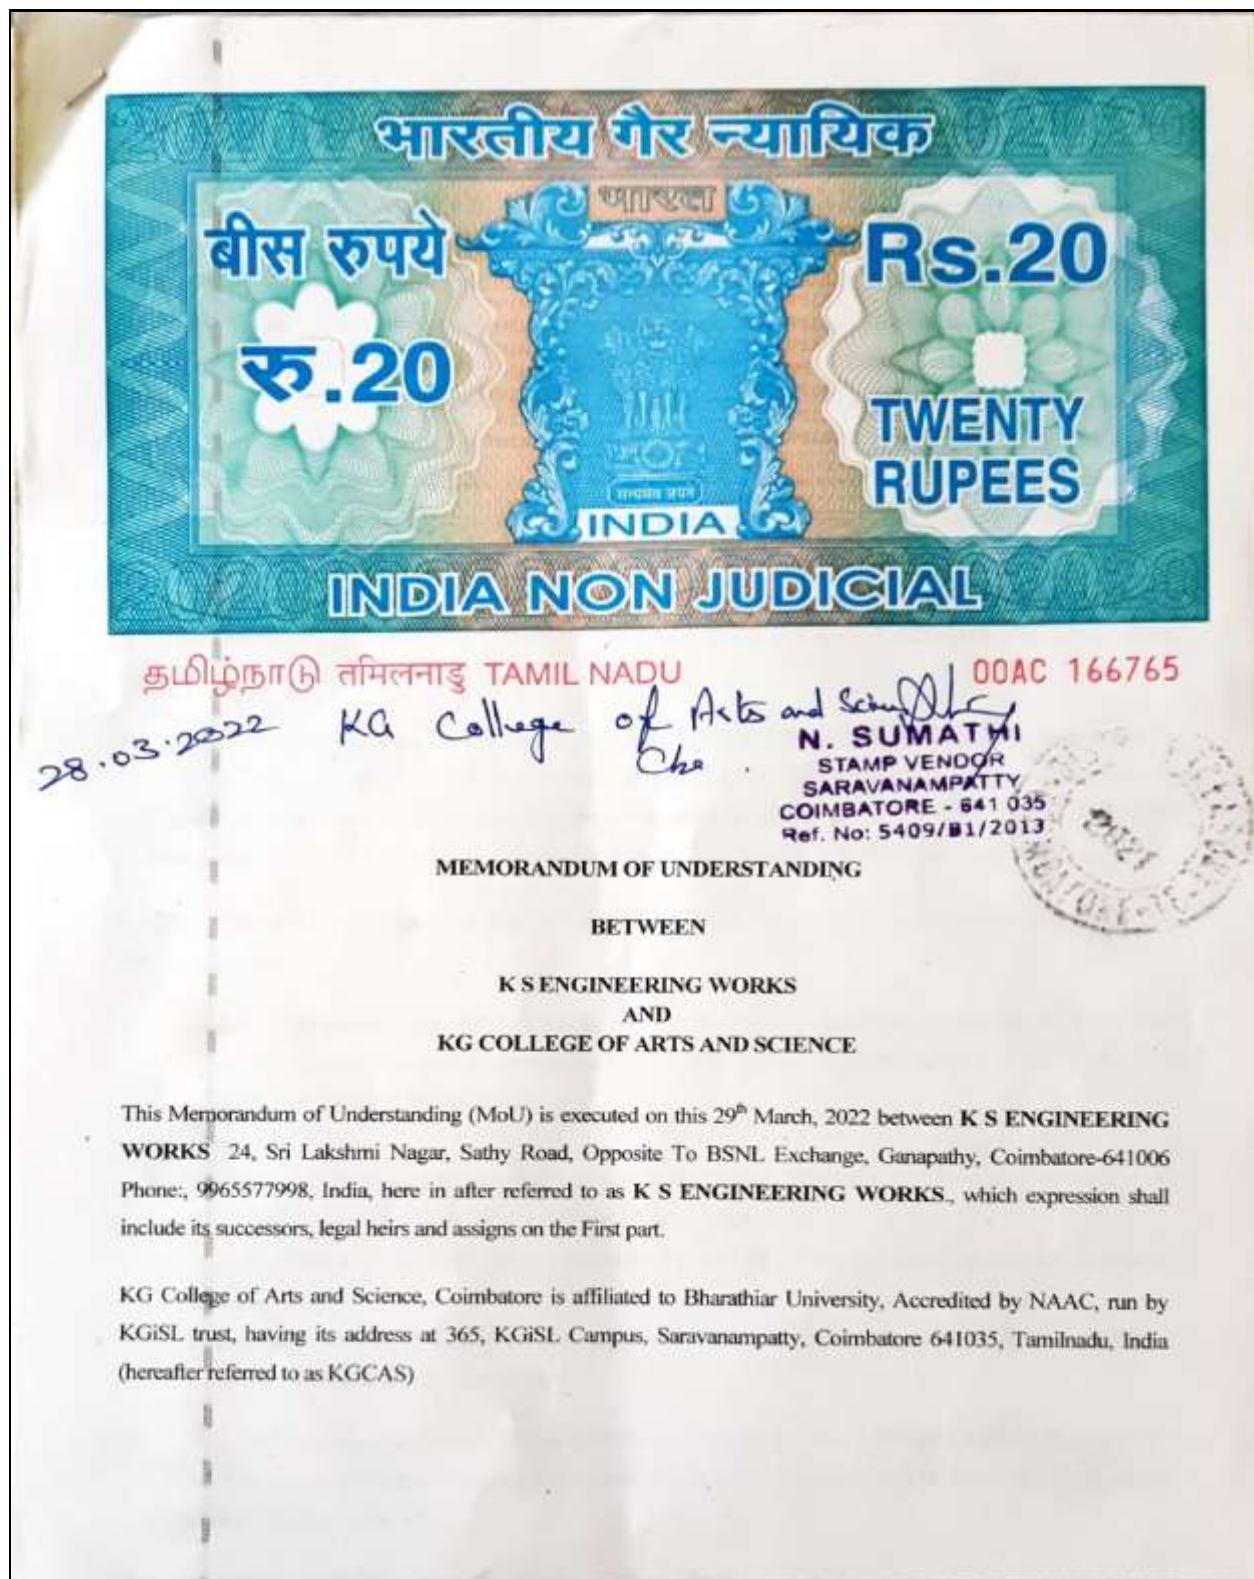 भारतीय गैर न्यायिक
भारत
बीस रुपये
रु.20
Rs.20
TWENTY
RUPEES
सत्यमेव जयते
INDIA
INDIA NON JUDICIAL
தமிழ்நாடு तमिलनाडु TAMIL NADU
00AC 166765
28.03.2022 KG College of Arts and
Cbe.
N. SUMATHI
STAMP VENDOR
SARAVANAMPATTY
COIMBATORE - 641 035
Ref. No: 5409/B1/2013
2021
MEMORANDUM OF UNDERSTANDING
BETWEEN
K S ENGINEERING WORKS
AND
KG COLLEGE OF ARTS AND SCIENCE
This Memorandum of Understanding (MoU) is executed on this 29th March, 2022 between K S ENGINEERING
WORKS 24, Sri Lakshmi Nagar, Sathy Road, Opposite To BSNL Exchange, Ganapathy, Coimbatore-641006
Phone:, 9965577998, India, here in after referred to as K S ENGINEERING WORKS., which expression shall
include its successors, legal heirs and assigns on the First part.
KG College of Arts and Science, Coimbatore is affiliated to Bharathiar University, Accredited by NAAC, run by
KGiSL trust, having its address at 365, KGiSL Campus, Saravanampatty, Coimbatore 641035, Tamilnadu, India
(hereafter referred to as KGCAS)